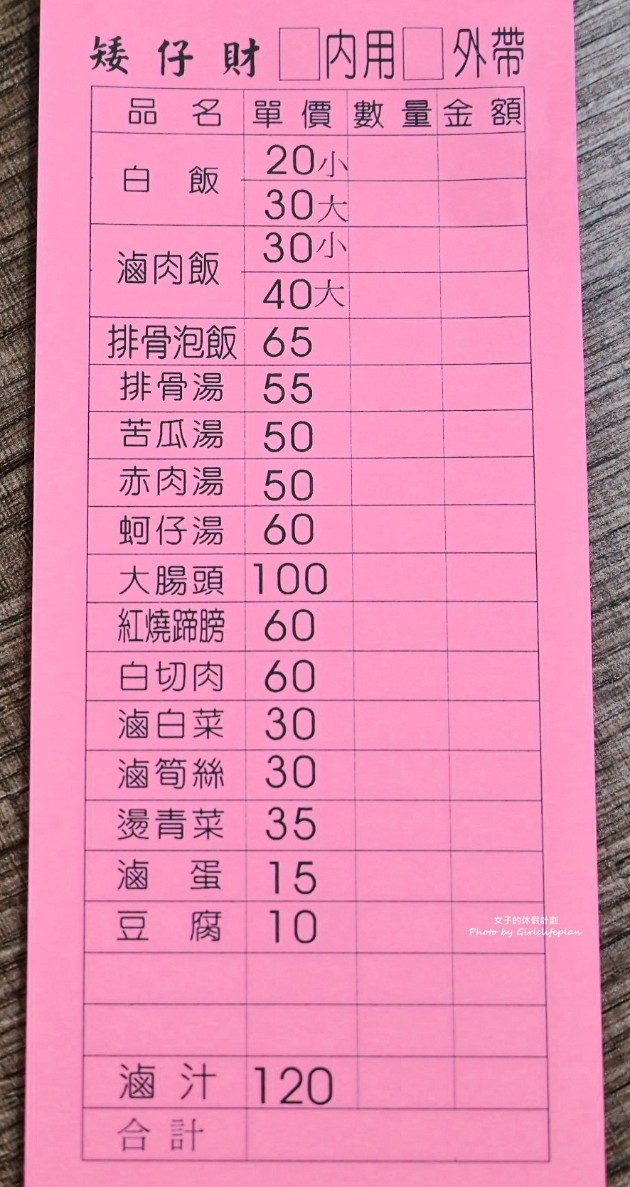 矮仔財 □內用□外帶
品名 單價 數量 金額
白飯 20小
30大
滷肉飯 30小
40大
排骨泡飯 65
排骨湯 55
苦瓜湯 50
赤肉湯 50
蚵仔湯 60
大腸頭 100
紅燒蹄膀 60
白切肉 60
滷白菜 30
滷筍絲 30
燙青菜 35
滷蛋 15
豆腐 10
女子的休假計劃
Photo by Girlslifeplan
滷汁 120
合計